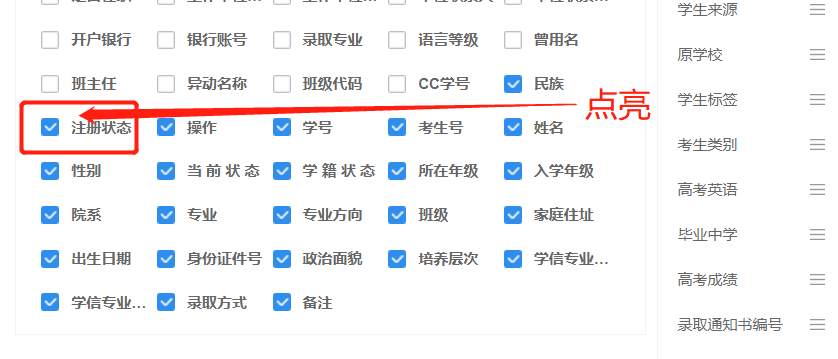 开户银行 银行账号 录取专业 语言等级 曾用名
班主任 异动名称 班级代码 CC学号 民族
点亮
注册状态 操作 学号 考生号 姓名
性别 当前状态 学籍状态 所在年级 入学年级
院系 专业 专业方向 班级 家庭住址
出生日期 身份证件号 政治面貌 培养层次 学信专业...
学信专业... 录取方式 备注
学生来源
原学校
学生标签
考生类别
高考英语
毕业中学
高考成绩
录取通知书编号